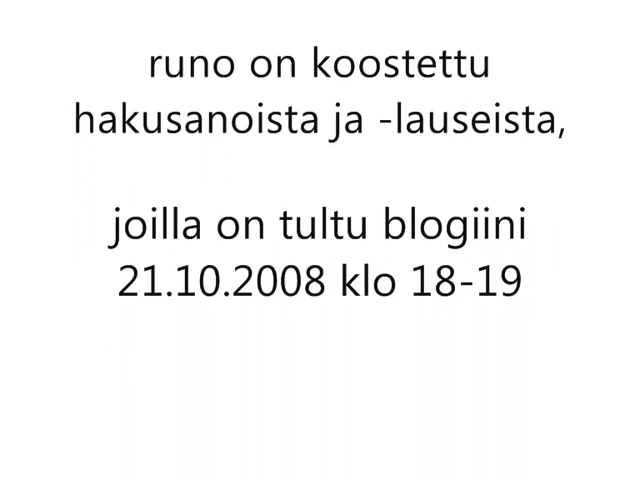 runo on koostettu
hakusanoista ja -lauseista,
joilla on tultu blogiini
21.10.2008 klo 18-19